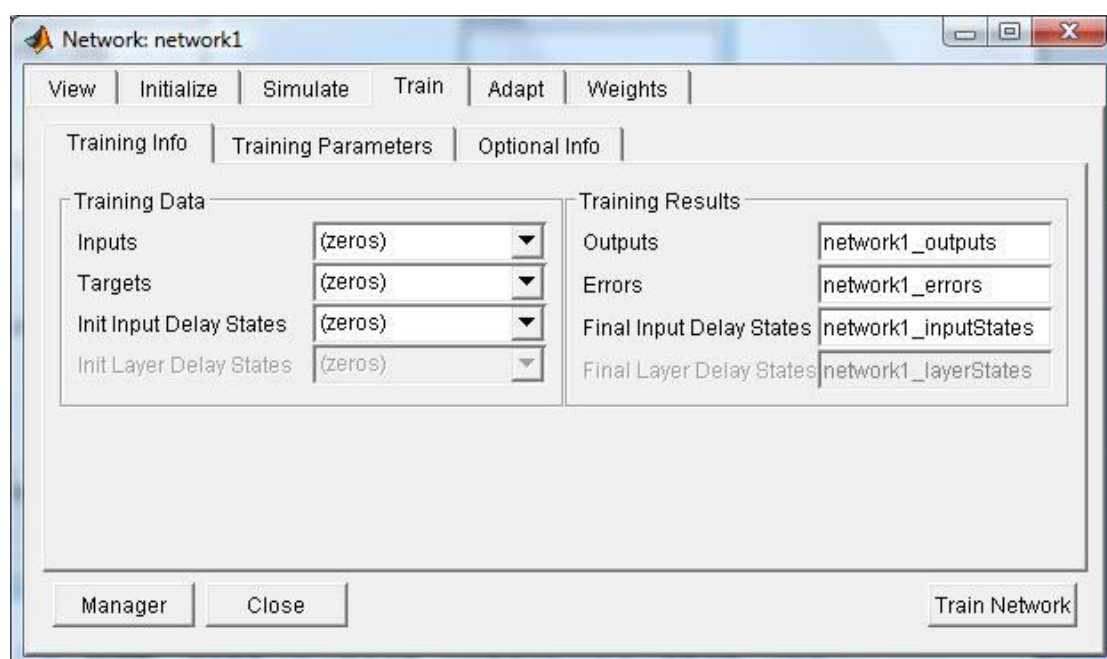 Network: network1
View Initialize Simulate Train Adapt Weights
Training Info Training Parameters Optional Info
Training Data
Inputs (zeros)
Targets (zeros)
Init Input Delay States (zeros)
Init Layer Delay States (zeros)
Training Results
Outputs network1_outputs
Errors network1_errors
Final Input Delay States network1_inputStates
Final Layer Delay States network1_layerStates
Manager Close Train Network